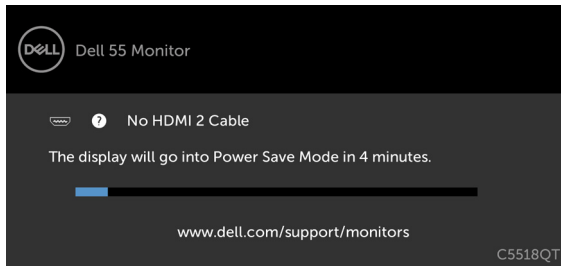 DELL
Dell 55 Monitor
? No HDMI 2 Cable
The display will go into Power Save Mode in 4 minutes.
www.dell.com/support/monitors
C5518QT